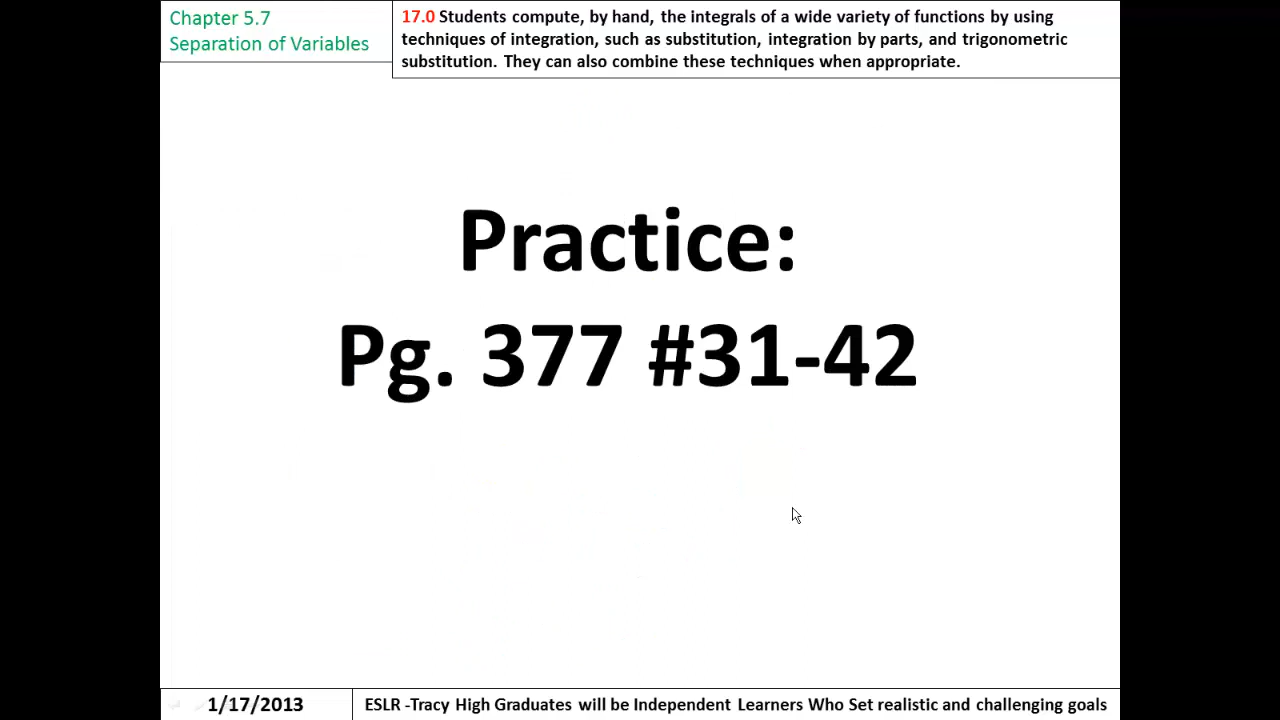 Chapter 5.7
Separation of Variables
17.0 Students compute, by hand, the integrals of a wide variety of functions by using
techniques of integration, such as substitution, integration by parts, and trigonometric
substitution. They can also combine these techniques when appropriate.
Practice:
Pg. 377 #31-42
1/17/2013
ESLR -Tracy High Graduates will be Independent Learners Who Set realistic and challenging goals